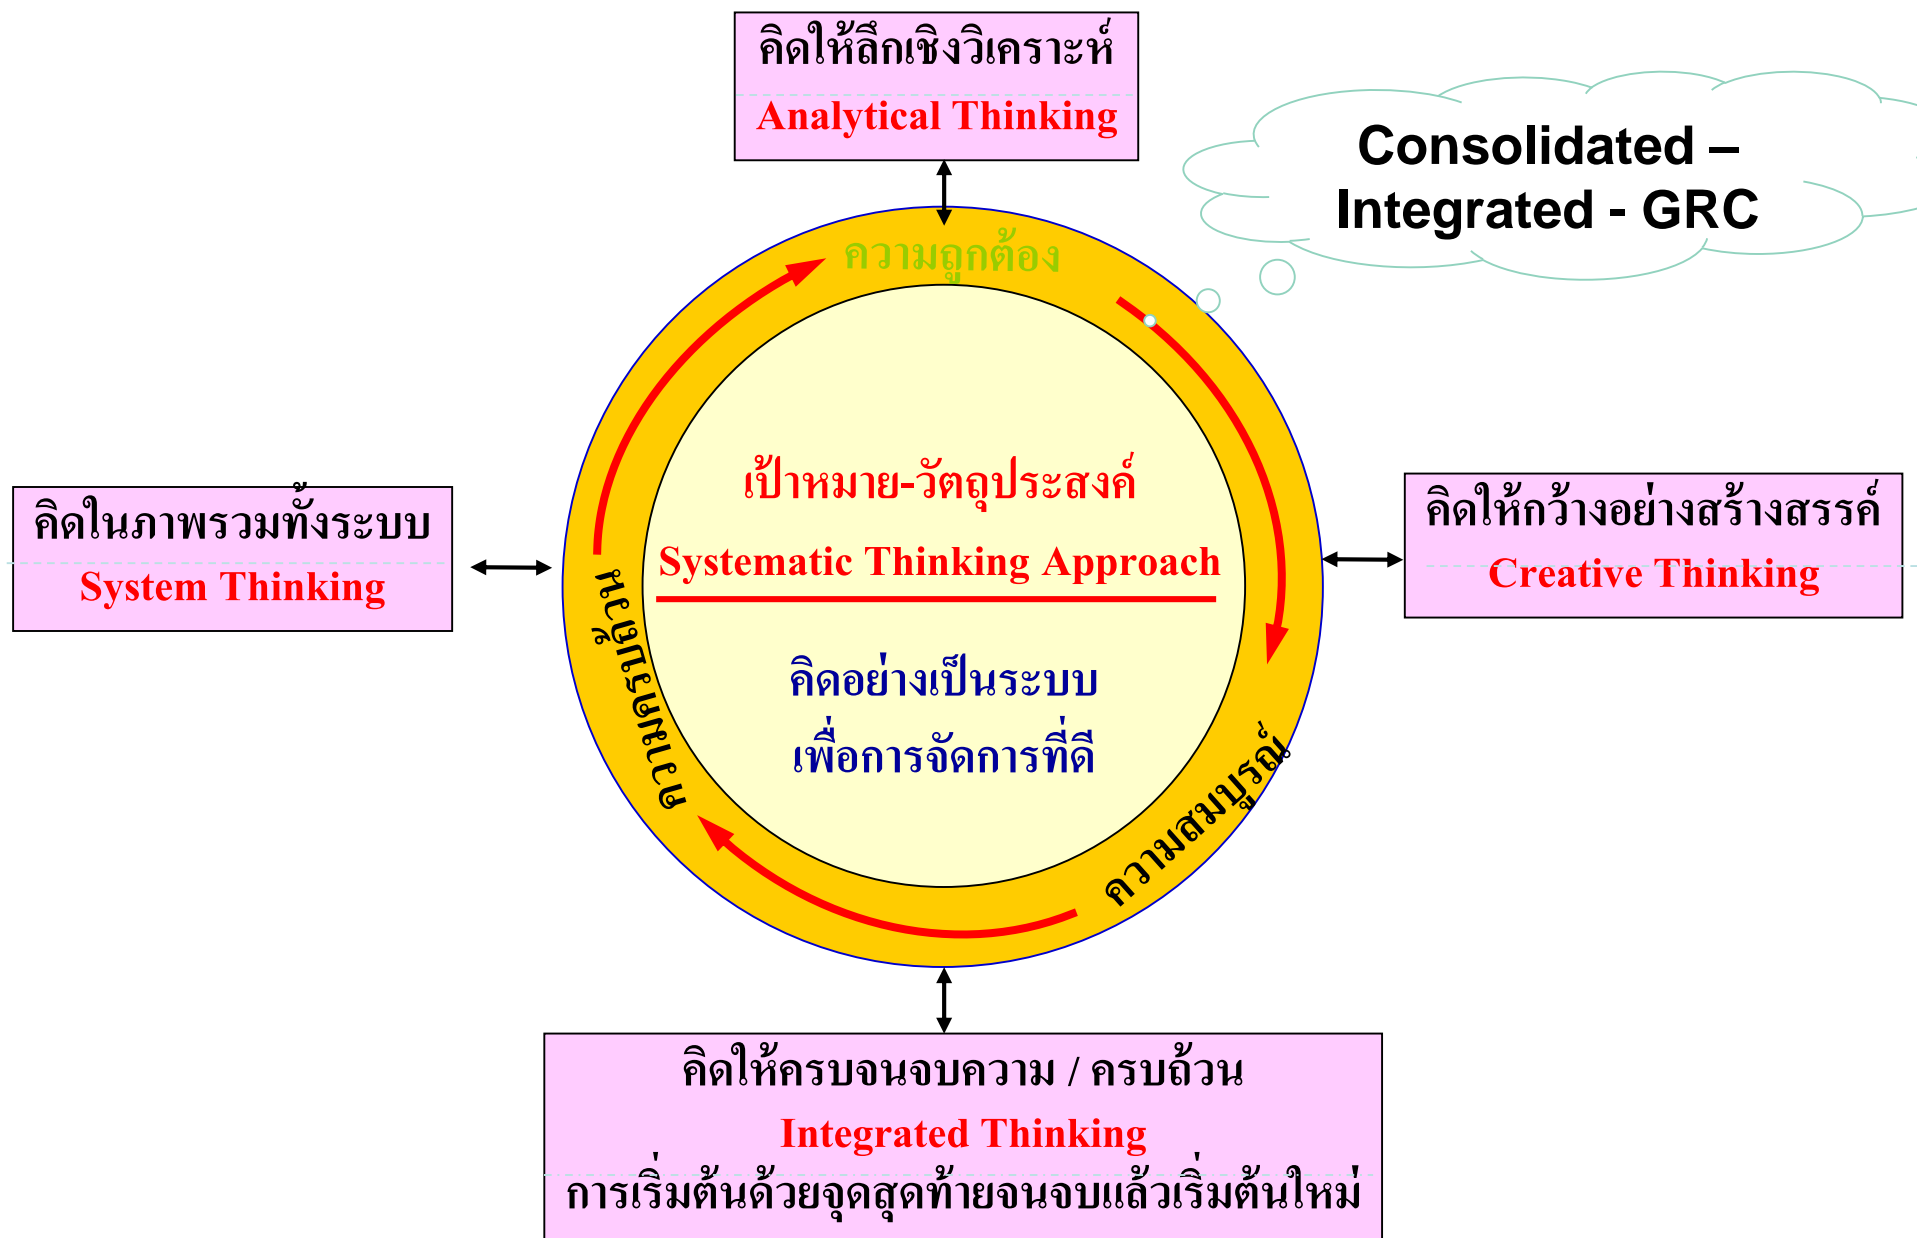 คิดให้ลึกเชิงวิเคราะห์
Analytical Thinking
Consolidated –
Integrated - GRC
ความถูกต้อง
เป้าหมาย-วัตถุประสงค์
Systematic Thinking Approach
คิดอย่างเป็นระบบ
เพื่อการจัดการที่ดี
คิดในภาพรวมทั้งระบบ
System Thinking
คิดให้กว้างอย่างสร้างสรรค์
Creative Thinking
ความครบถ้วน
ความสมบูรณ์
คิดให้ครบจนจบความ / ครบถ้วน
Integrated Thinking
การเริ่มต้นด้วยจุดสุดท้ายจนจบแล้วเริ่มต้นใหม่